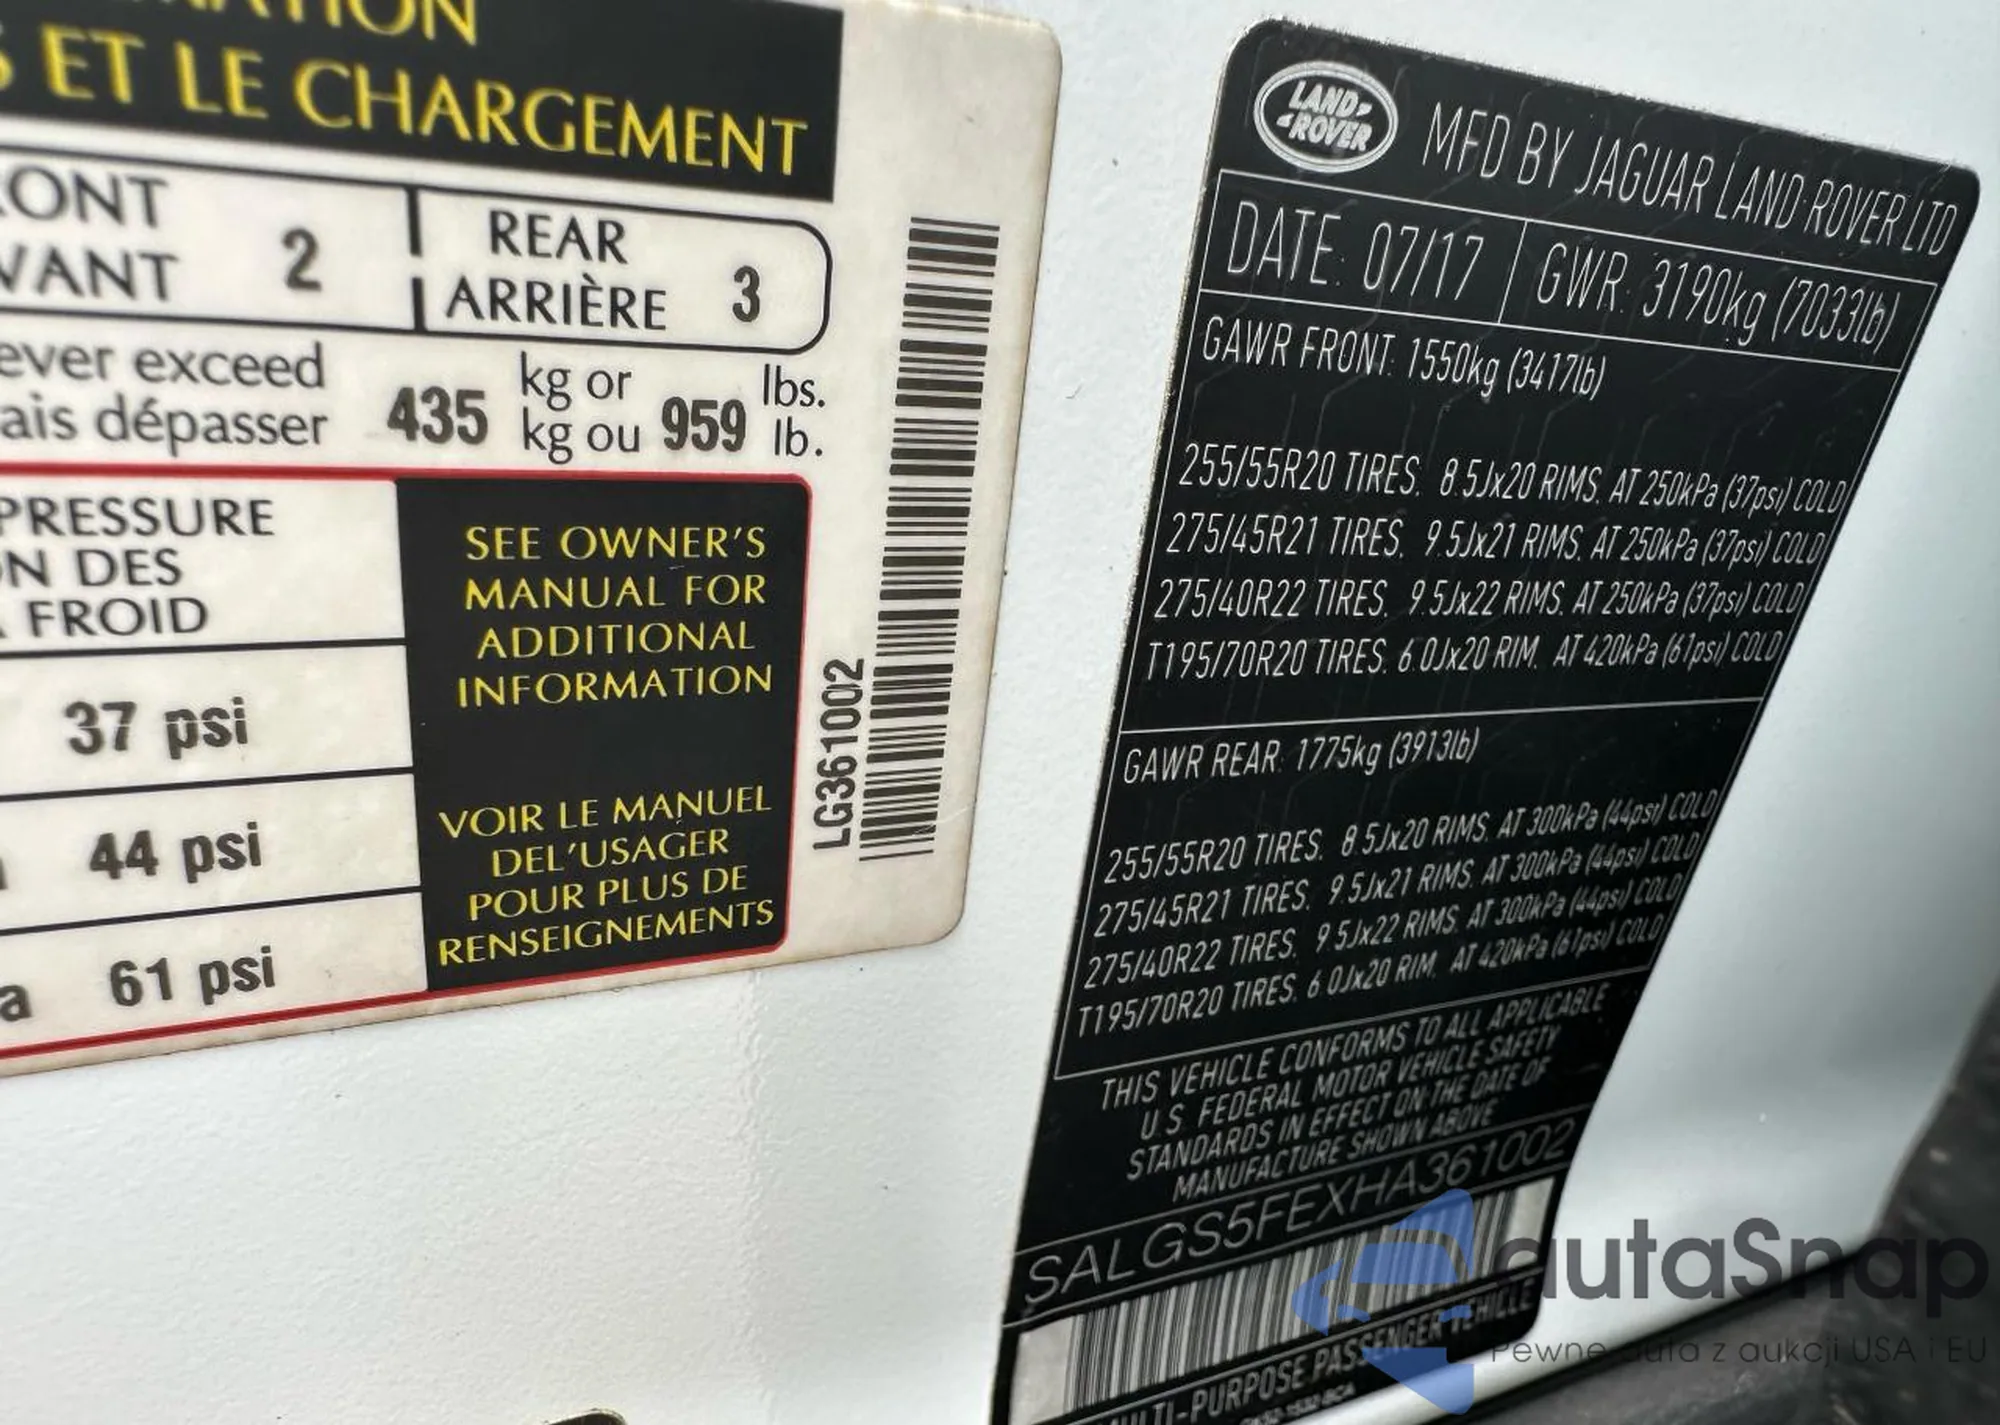 ATION
ET LE CHARGEMENT
2 REAR
ARRIÈRE 3
exceed
dépasser 435 kg or
kg ou 959 lbs.
lb.
PRESSURE
DES
FROID
37 psi
44 psi
61 psi
SEE OWNER'S
MANUAL FOR
ADDITIONAL
INFORMATION
VOIR LE MANUEL
DEL'USAGER
POUR PLUS DE
RENSEIGNEMENTS
LG361002
LAND
ROVER
MFD BY JAGUAR LAND ROVER LTD
DATE: 07/17 GWR: 3190kg (7033lb)
GAWR FRONT: 1550kg (3417lb)
255/55R20 TIRES. 8.5Jx20 RIMS. AT 250kPa (37psi) COLD
275/45R21 TIRES. 9.5Jx21 RIMS. AT 250kPa (37psi) COLD
275/40R22 TIRES. 9.5Jx22 RIMS. AT 250kPa (37psi) COLD
T195/70R20 TIRES. 6.0Jx20 RIM. AT 420kPa (61psi) COLD
GAWR REAR: 1775kg (3913lb)
255/55R20 TIRES. 8.5Jx20 RIMS. AT 300kPa (44psi) COLD
275/45R21 TIRES. 9.5Jx21 RIMS. AT 300kPa (44psi) COLD
275/40R22 TIRES. 9.5Jx22 RIMS. AT 300kPa (44psi) COLD
T195/70R20 TIRES. 6.0Jx20 RIM. AT 420kPa (61psi) COLD
THIS VEHICLE CONFORMS TO ALL APPLICABLE
U.S. FEDERAL MOTOR VEHICLE SAFETY
STANDARDS IN EFFECT ON THE DATE OF
MANUFACTURE SHOWN ABOVE
SALGS5FEXHA361002
MULTI-PURPOSE PASSENGER VEHICLE
autaSnap
Pewne auta z aukcji USA i EU